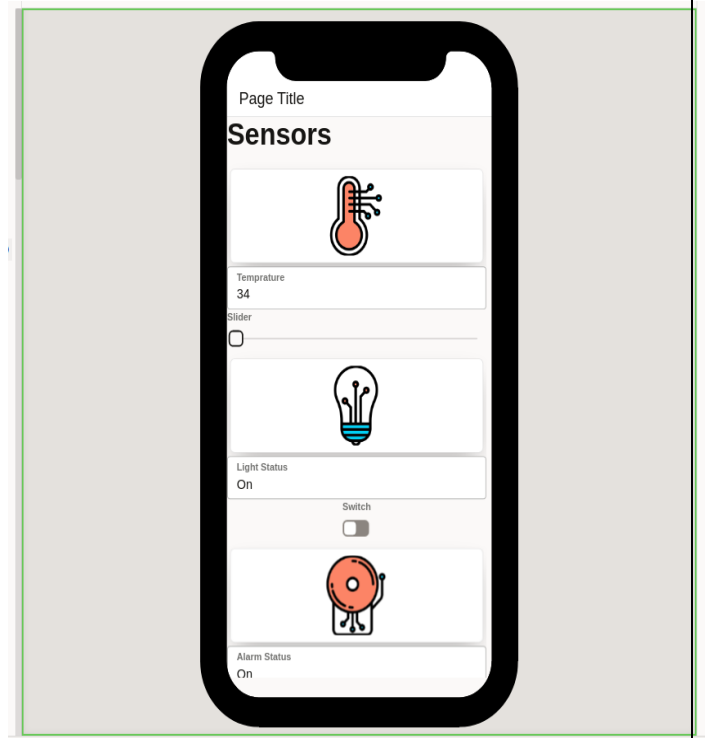 Page Title
Sensors
Temprature
34
Slider
Light Status
On
Switch
Alarm Status
On